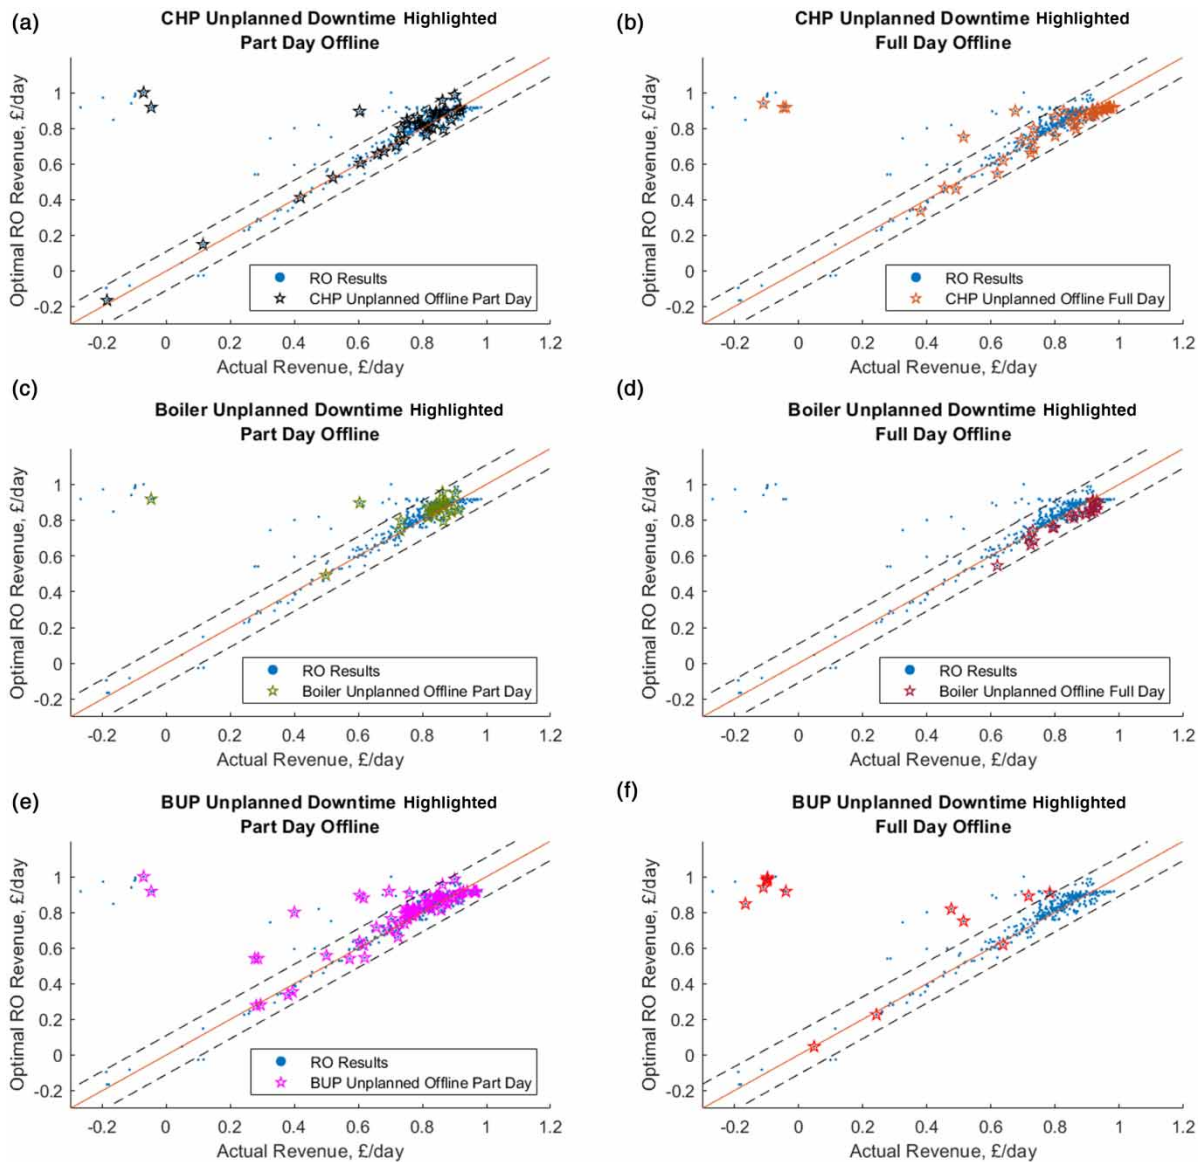 (a)
CHP Unplanned Downtime Highlighted
Part Day Offline
Optimal RO Revenue, £/day
1
0.8
0.6
0.4
0.2
0
-0.2
RO Results
CHP Unplanned Offline Part Day
-0.2 0 0.2 0.4 0.6 0.8 1 1.2
Actual Revenue, £/day
(b)
CHP Unplanned Downtime Highlighted
Full Day Offline
Optimal RO Revenue, £/day
1
0.8
0.6
0.4
0.2
0
-0.2
RO Results
CHP Unplanned Offline Full Day
-0.2 0 0.2 0.4 0.6 0.8 1 1.2
Actual Revenue, £/day
(c)
Boiler Unplanned Downtime Highlighted
Part Day Offline
Optimal RO Revenue, £/day
1
0.8
0.6
0.4
0.2
0
-0.2
RO Results
Boiler Unplanned Offline Part Day
-0.2 0 0.2 0.4 0.6 0.8 1 1.2
Actual Revenue, £/day
(d)
Boiler Unplanned Downtime Highlighted
Full Day Offline
Optimal RO Revenue, £/day
1
0.8
0.6
0.4
0.2
0
-0.2
RO Results
Boiler Unplanned Offline Full Day
-0.2 0 0.2 0.4 0.6 0.8 1 1.2
Actual Revenue, £/day
(e)
BUP Unplanned Downtime Highlighted
Part Day Offline
Optimal RO Revenue, £/day
1
0.8
0.6
0.4
0.2
0
-0.2
RO Results
BUP Unplanned Offline Part Day
-0.2 0 0.2 0.4 0.6 0.8 1 1.2
Actual Revenue, £/day
(f)
BUP Unplanned Downtime Highlighted
Full Day Offline
Optimal RO Revenue, £/day
1
0.8
0.6
0.4
0.2
0
-0.2
RO Results
BUP Unplanned Offline Full Day
-0.2 0 0.2 0.4 0.6 0.8 1 1.2
Actual Revenue, £/day